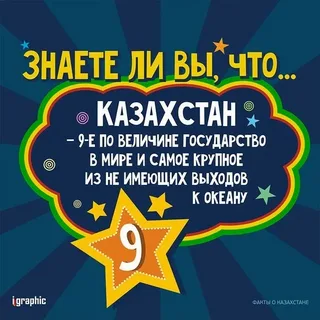 ЗНАЕТЕ ЛИ ВЫ, ЧТО...
КАЗАХСТАН
– 9-Е ПО ВЕЛИЧИНЕ ГОСУДАРСТВО
В МИРЕ И САМОЕ КРУПНОЕ
ИЗ НЕ ИМЕЮЩИХ ВЫХОДОВ
К ОКЕАНУ
9
igraphic
ФАКТЫ О КАЗАХСТАНЕ